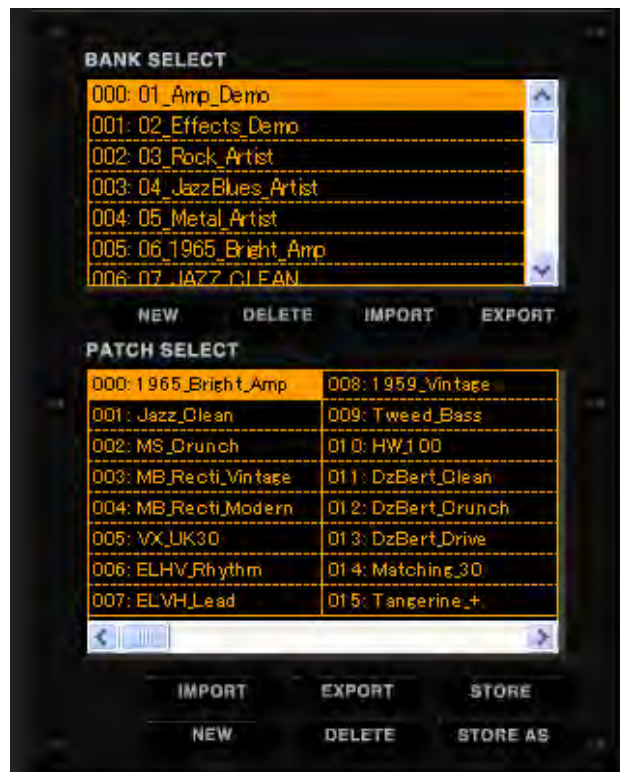 BANK SELECT
000: 01_Amp_Demo
001: 02_Effects_Demo
002: 03_Rock_Artist
003: 04_JazzBlues_Artist
004: 05_Metal_Artist
005: 06_1965_Bright_Amp
006: 07_JAZZ_CLEAN
NEW DELETE IMPORT EXPORT
PATCH SELECT
000: 1965_Bright_Amp 008: 1959_Vintage
001: Jazz_Clean 009: Tweed_Bass
002: MS_Crunch 010: HW_100
003: MB_Recti_Vintage 011: DzBert_Clean
004: MB_Recti_Modern 012: DzBert_Crunch
005: VX_UK30 013: DzBert_Drive
006: ELHV_Rhythm 014: Matching_30
007: ELVH_Lead 015: Tangerine_+
IMPORT EXPORT STORE
NEW DELETE STORE AS